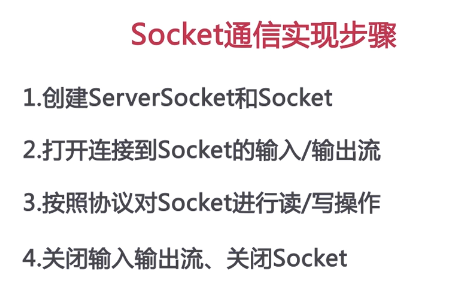 Socket通信实现步骤
1.创建ServerSocket和Socket
2.打开连接到Socket的输入/输出流
3.按照协议对Socket进行读/写操作
4.关闭输入输出流、关闭Socket